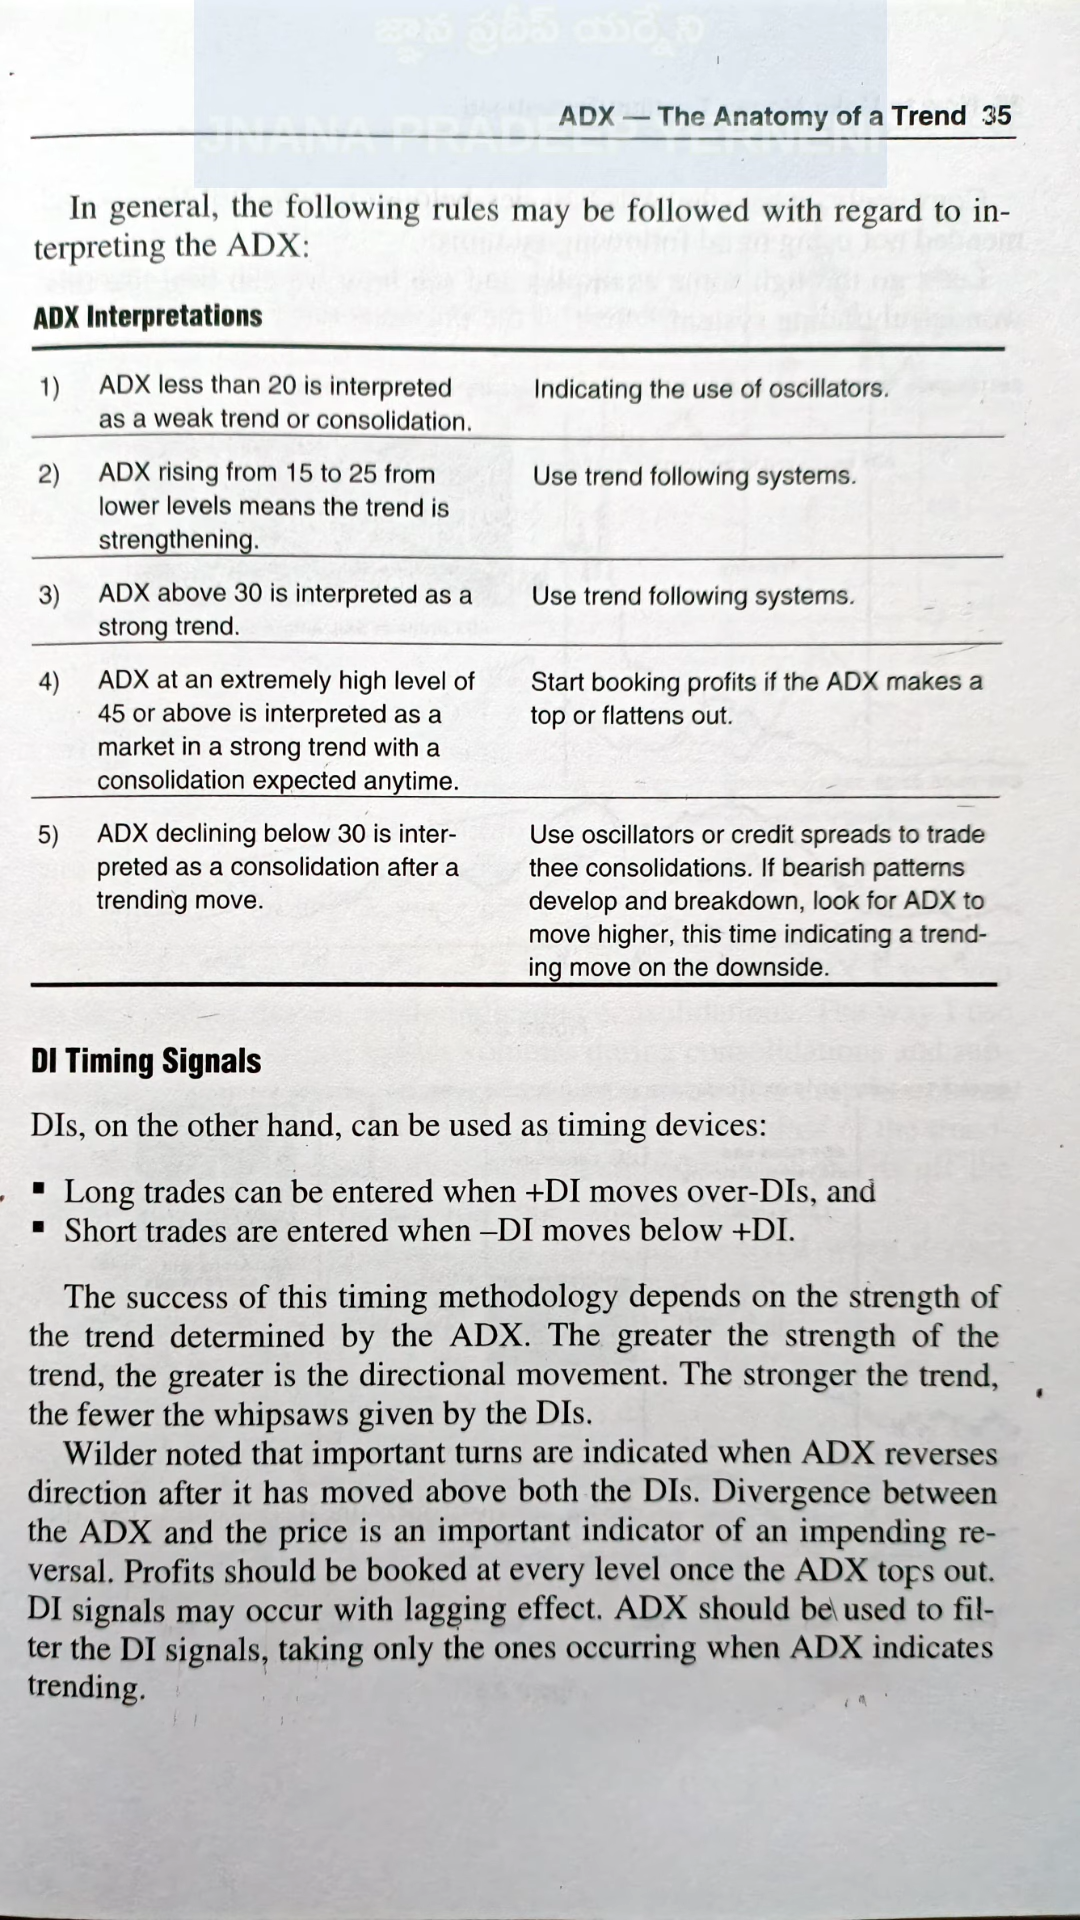 జ్ఞాన ప్రదీప్ యర్నేని
JNANA PRADEEP YERNENI
ADX — The Anatomy of a Trend 35
In general, the following rules may be followed with regard to in-
terpreting the ADX:
ADX Interpretations
1) ADX less than 20 is interpreted
as a weak trend or consolidation.
Indicating the use of oscillators.
2) ADX rising from 15 to 25 from
lower levels means the trend is
strengthening.
Use trend following systems.
3) ADX above 30 is interpreted as a
strong trend.
Use trend following systems.
4) ADX at an extremely high level of
45 or above is interpreted as a
market in a strong trend with a
consolidation expected anytime.
Start booking profits if the ADX makes a
top or flattens out.
5) ADX declining below 30 is inter-
preted as a consolidation after a
trending move.
Use oscillators or credit spreads to trade
thee consolidations. If bearish patterns
develop and breakdown, look for ADX to
move higher, this time indicating a trend-
ing move on the downside.
DI Timing Signals
DIs, on the other hand, can be used as timing devices:
▪ Long trades can be entered when +DI moves over-DIs, and
▪ Short trades are entered when –DI moves below +DI.
The success of this timing methodology depends on the strength of
the trend determined by the ADX. The greater the strength of the
trend, the greater is the directional movement. The stronger the trend,
the fewer the whipsaws given by the DIs.
Wilder noted that important turns are indicated when ADX reverses
direction after it has moved above both the DIs. Divergence between
the ADX and the price is an important indicator of an impending re-
versal. Profits should be booked at every level once the ADX tops out.
DI signals may occur with lagging effect. ADX should be used to fil-
ter the DI signals, taking only the ones occurring when ADX indicates
trending.